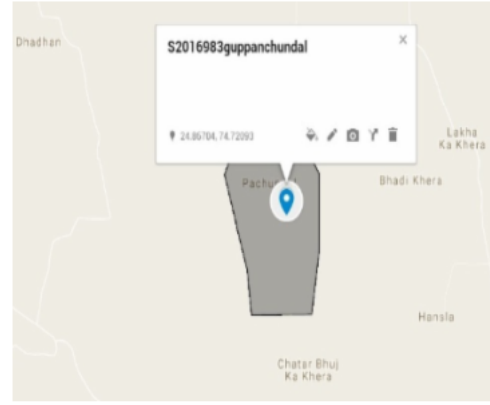 Dhadhan
S2016983guppanchundal
24.86704, 74.72093
Lakha
Ka Khera
Bhadi Khera
Hansla
Chatar Bhuj
Ka Khera